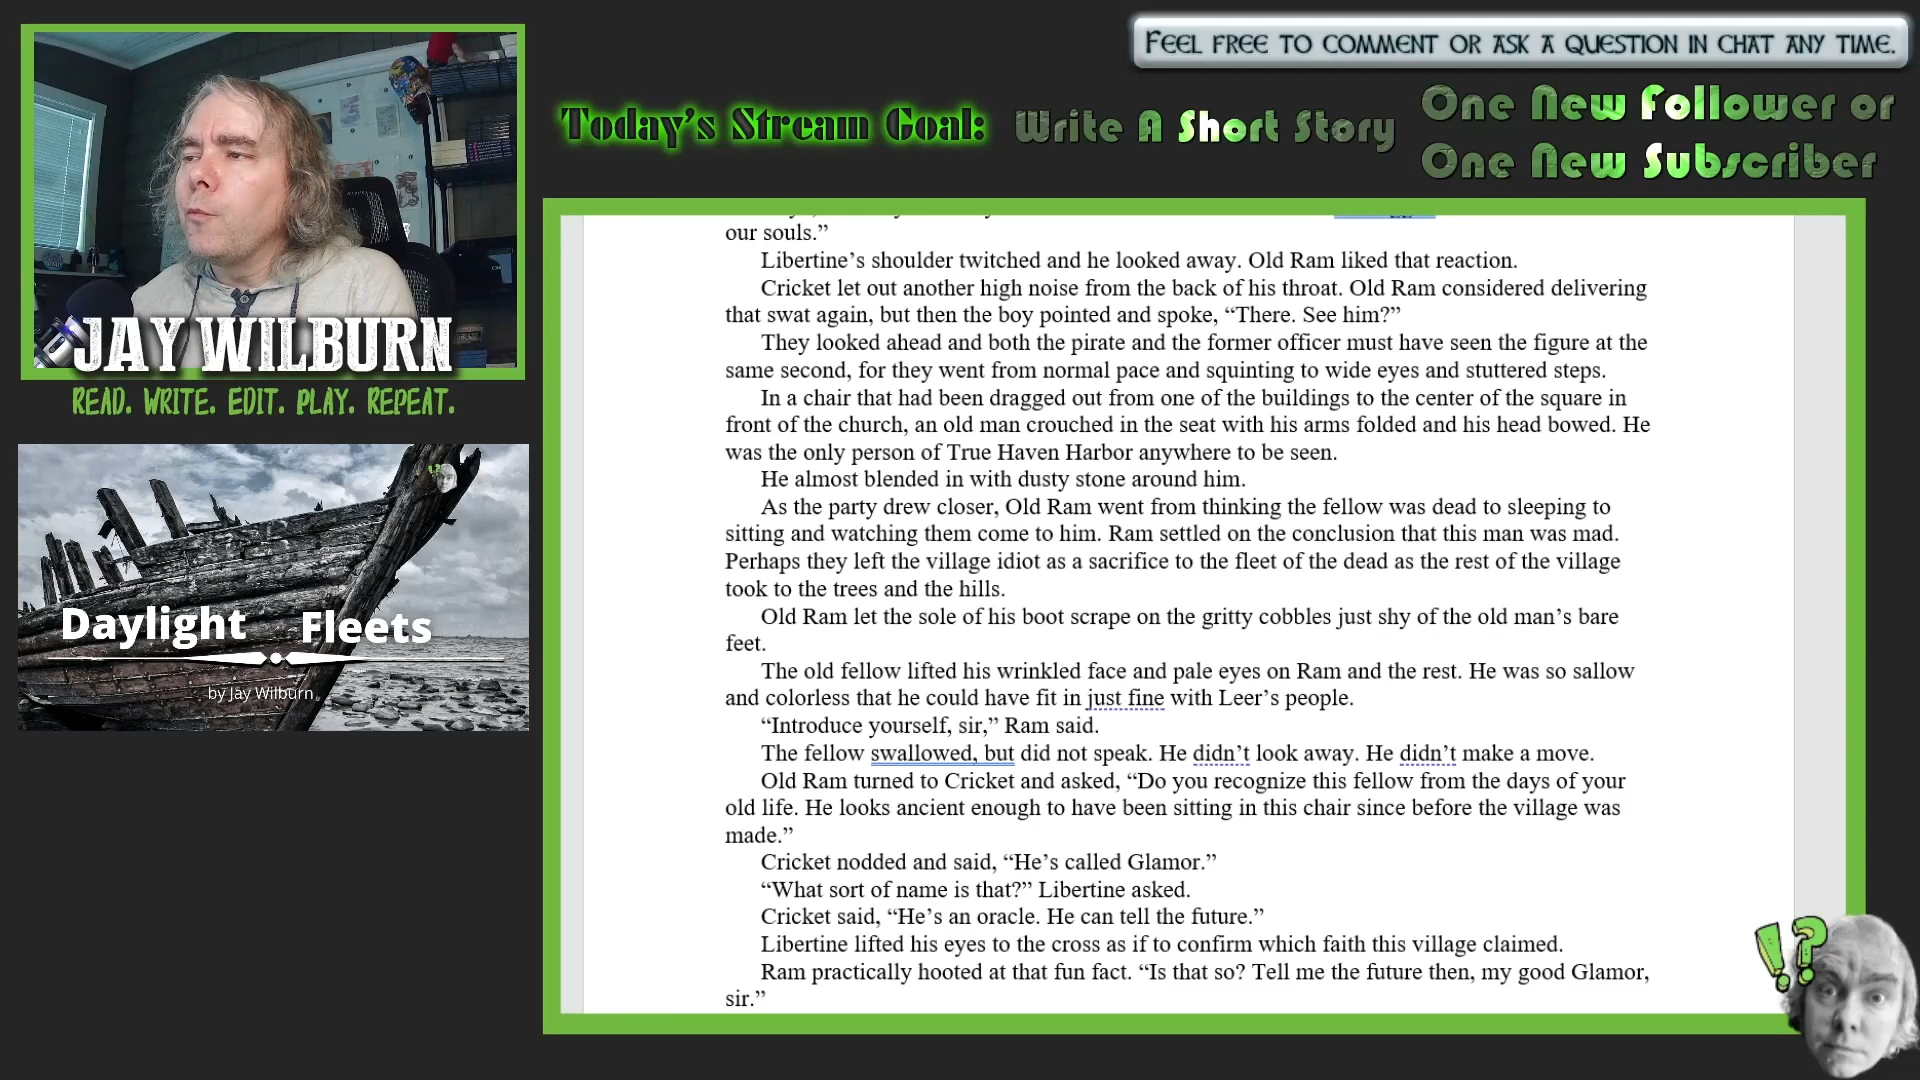 FEEL FREE TO COMMENT OR ASK A QUESTION IN CHAT ANY TIME.
Today's Stream Goal:
Write A Short Story
One New Follower or
One New Subscriber
JAY WILBURN
READ. WRITE. EDIT. PLAY. REPEAT.
Daylight Fleets
by Jay Wilburn
our souls.”
Libertine’s shoulder twitched and he looked away. Old Ram liked that reaction.
Cricket let out another high noise from the back of his throat. Old Ram considered delivering
that swat again, but then the boy pointed and spoke, “There. See him?”
They looked ahead and both the pirate and the former officer must have seen the figure at the
same second, for they went from normal pace and squinting to wide eyes and stuttered steps.
In a chair that had been dragged out from one of the buildings to the center of the square in
front of the church, an old man crouched in the seat with his arms folded and his head bowed. He
was the only person of True Haven Harbor anywhere to be seen.
He almost blended in with dusty stone around him.
As the party drew closer, Old Ram went from thinking the fellow was dead to sleeping to
sitting and watching them come to him. Ram settled on the conclusion that this man was mad.
Perhaps they left the village idiot as a sacrifice to the fleet of the dead as the rest of the village
took to the trees and the hills.
Old Ram let the sole of his boot scrape on the gritty cobbles just shy of the old man’s bare
feet.
The old fellow lifted his wrinkled face and pale eyes on Ram and the rest. He was so sallow
and colorless that he could have fit in just fine with Leer’s people.
“Introduce yourself, sir,” Ram said.
The fellow swallowed, but did not speak. He didn’t look away. He didn’t make a move.
Old Ram turned to Cricket and asked, “Do you recognize this fellow from the days of your
old life. He looks ancient enough to have been sitting in this chair since before the village was
made.”
Cricket nodded and said, “He’s called Glamor.”
“What sort of name is that?” Libertine asked.
Cricket said, “He’s an oracle. He can tell the future.”
Libertine lifted his eyes to the cross as if to confirm which faith this village claimed.
Ram practically hooted at that fun fact. “Is that so? Tell me the future then, my good Glamor,
sir.”
!?